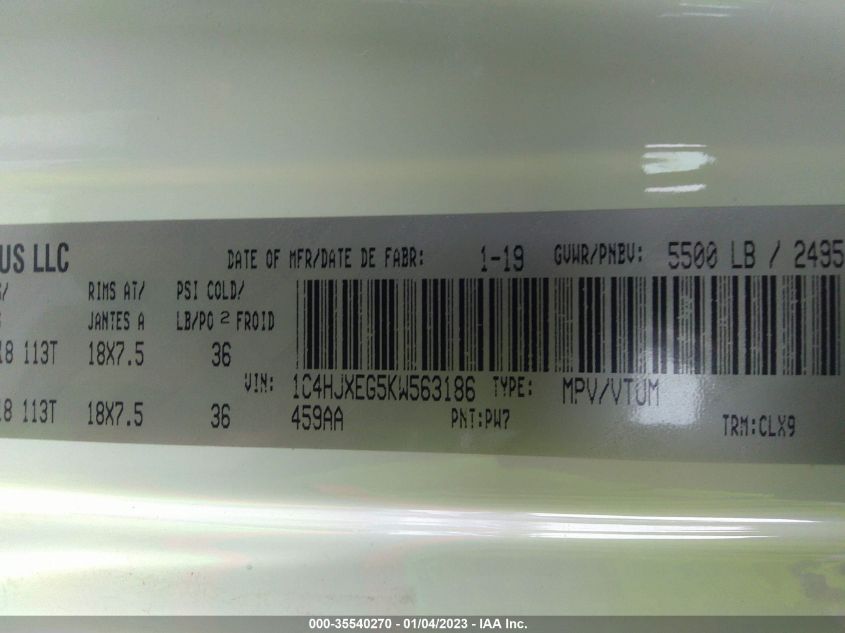 US LLC DATE OF MFR/DATE DE FABR: 1-19 GVWR/PNBV: 5500 LB / 2495
RIMS AT/ PSI COLD/
JANTES A LB/PO 2 FROID
18 113T 18X7.5 36
VIN: 1C4HJXEG5KW563186 TYPE: MPV/VTUM
18 113T 18X7.5 36 459AA PNT:PW7 TRM:CLX9
000-35540270 - 01/04/2023 - IAA Inc.